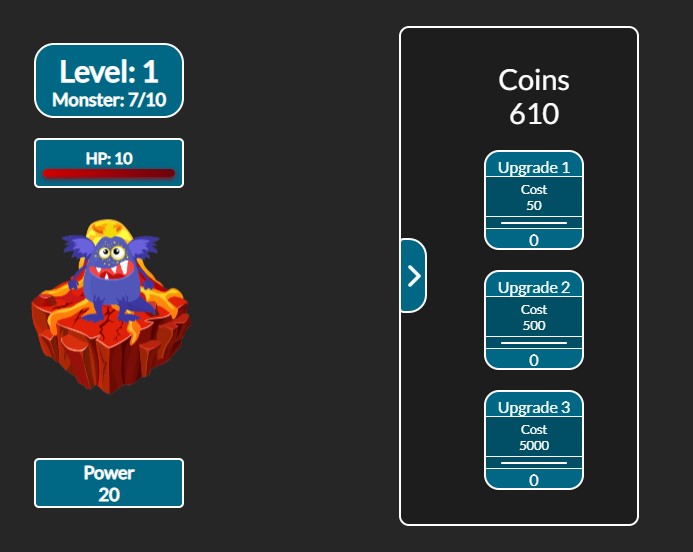 Level: 1
Monster: 7/10
HP: 10
Power
20
Coins
610
Upgrade 1
Cost
50
0
Upgrade 2
Cost
500
0
Upgrade 3
Cost
5000
0